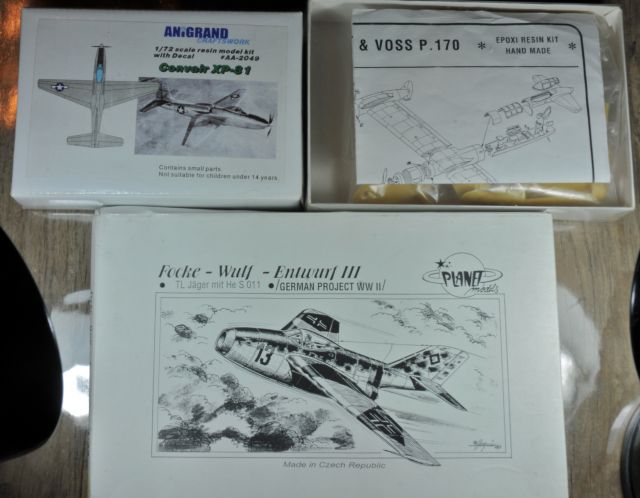 ANiGRAND
CRAFTSWORK
1/72 scale resin model kit
with Decal #AA-2049
Convair XP-81
Contains small parts.
Not suitable for children under 14 years.
& VOSS P.170 * EPOXI RESIN KIT *
HAND MADE
Focke - Wulf - Entwurf III
• TL Jäger mit He S 011 •/GERMAN PROJECT WW II/
PLANET
models
13
Made in Czech Republic